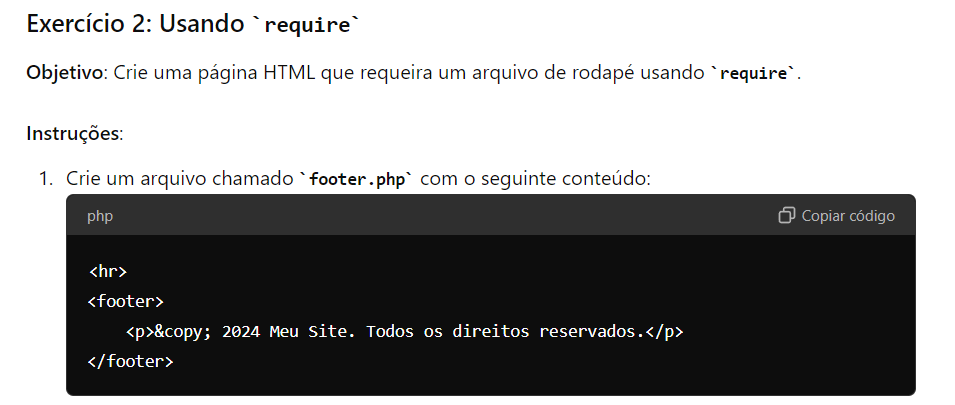 Exercício 2: Usando `require`
Objetivo: Crie uma página HTML que requeira um arquivo de rodapé usando `require`.
Instruções:
1. Crie um arquivo chamado `footer.php` com o seguinte conteúdo:
php
Copiar código
<hr>
<footer>
    <p>&copy; 2024 Meu Site. Todos os direitos reservados.</p>
</footer>